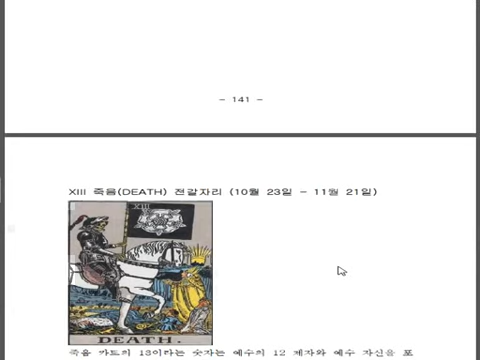 - 141 -
XIII 죽음(DEATH) 전갈자리 (10월 23일 - 11월 21일)
XIII
DEATH.
죽음 카드의 13이라는 숫자는 예수의 12 제자와 예수 자신을 포